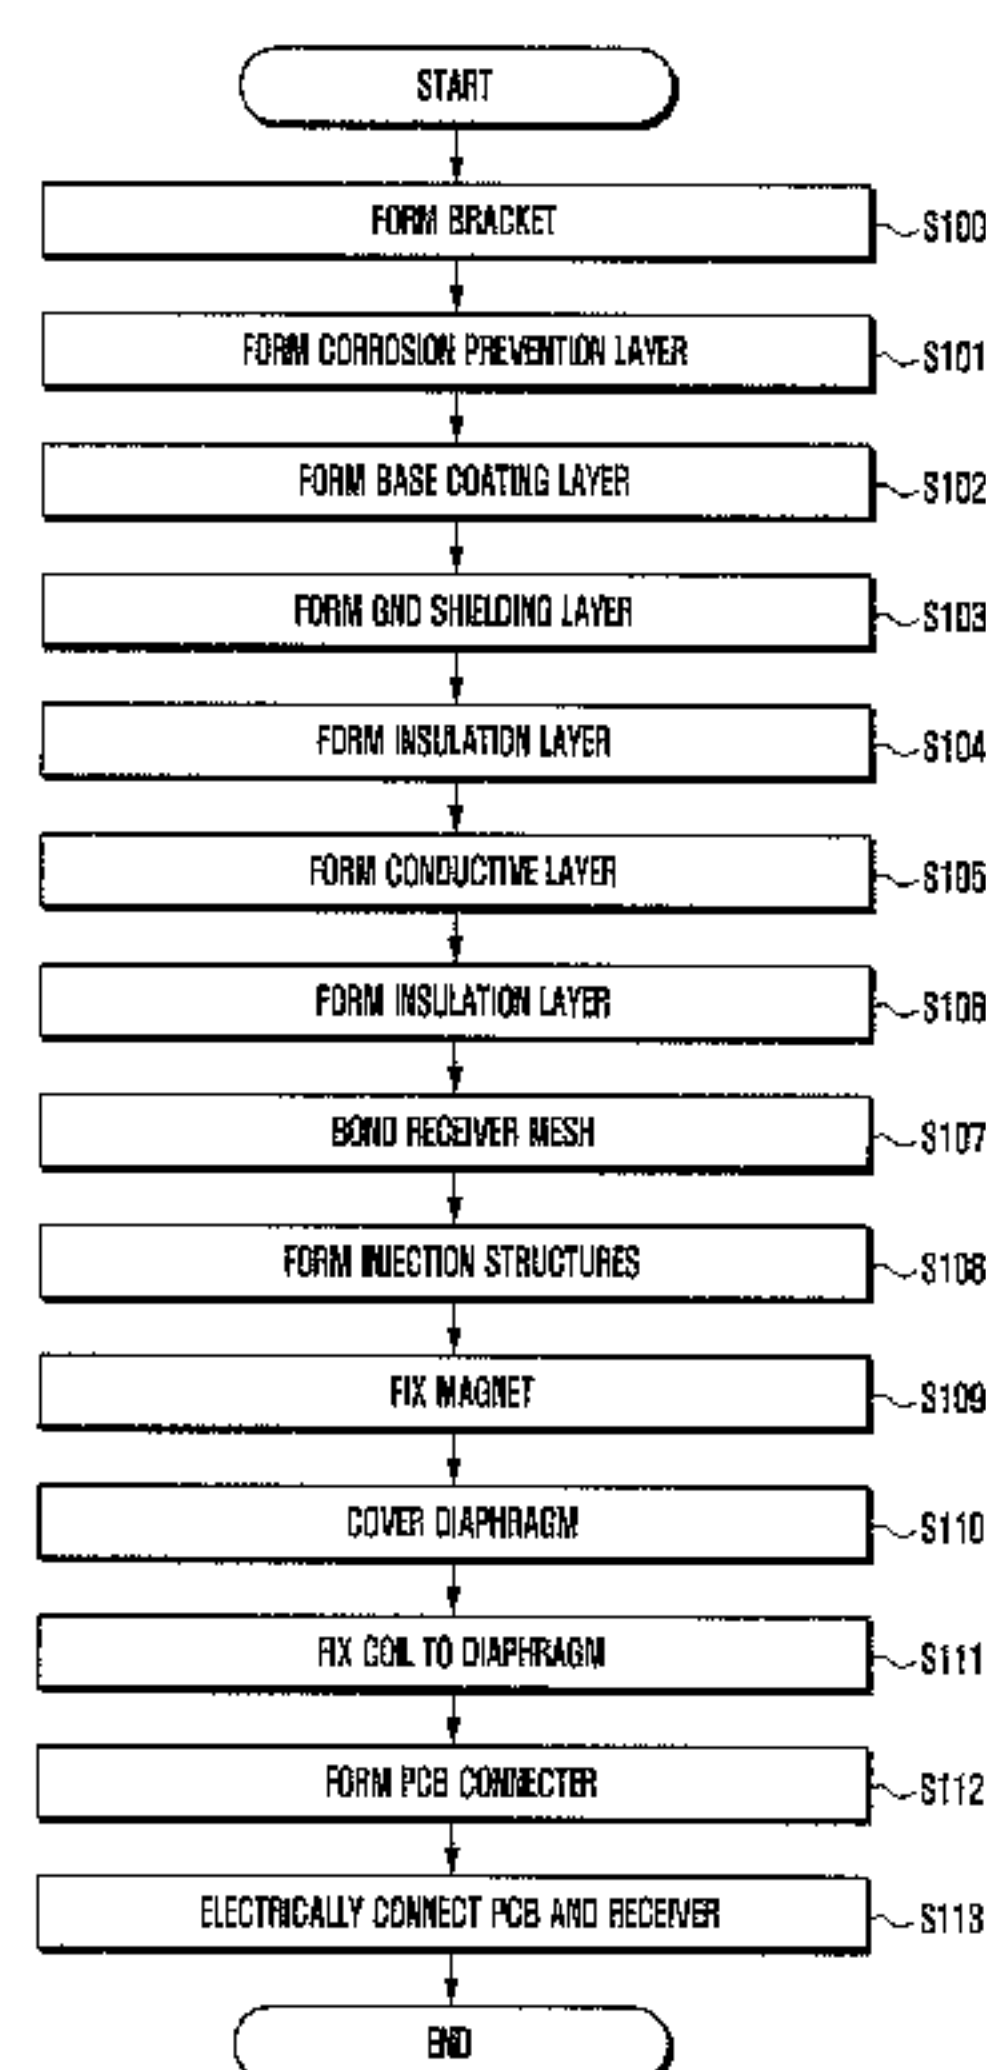 START
FORM BRACKET
S100
FORM CORROSION PREVENTION LAYER
S101
FORM BASE COATING LAYER
S102
FORM GND SHIELDING LAYER
S103
FORM INSULATION LAYER
S104
FORM CONDUCTIVE LAYER
S105
FORM INSULATION LAYER
S106
BOND RECEIVER MESH
S107
FORM INJECTION STRUCTURES
S108
FIX MAGNET
S109
COVER DIAPHRAGM
S110
FIX COIL TO DIAPHRAGM
S111
FORM PCB CONNECTER
S112
ELECTRICALLY CONNECT PCB AND RECEIVER
S113
END